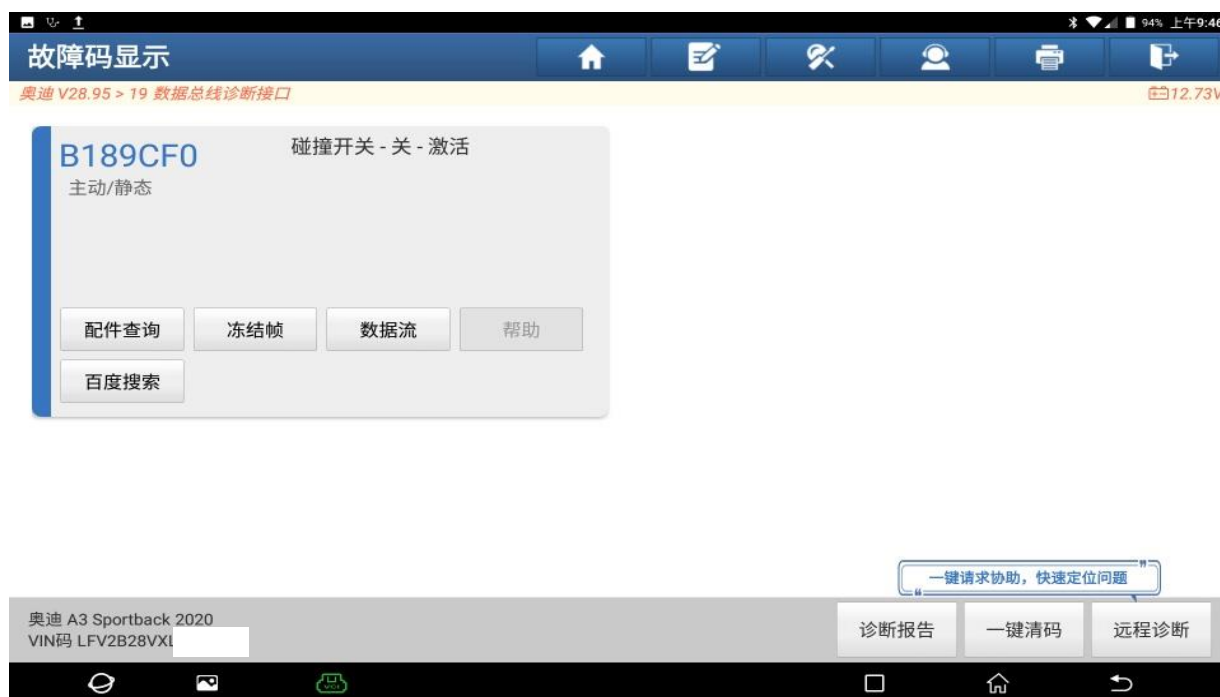 94% 上午9:46
故障码显示
奥迪 V28.95 > 19 数据总线诊断接口
12.73V
B189CF0
碰撞开关 - 关 - 激活
主动/静态
配件查询
冻结帧
数据流
帮助
百度搜索
一键请求协助，快速定位问题
奥迪 A3 Sportback 2020
VIN码 LFV2B28VXL
诊断报告
一键清码
远程诊断
VCI